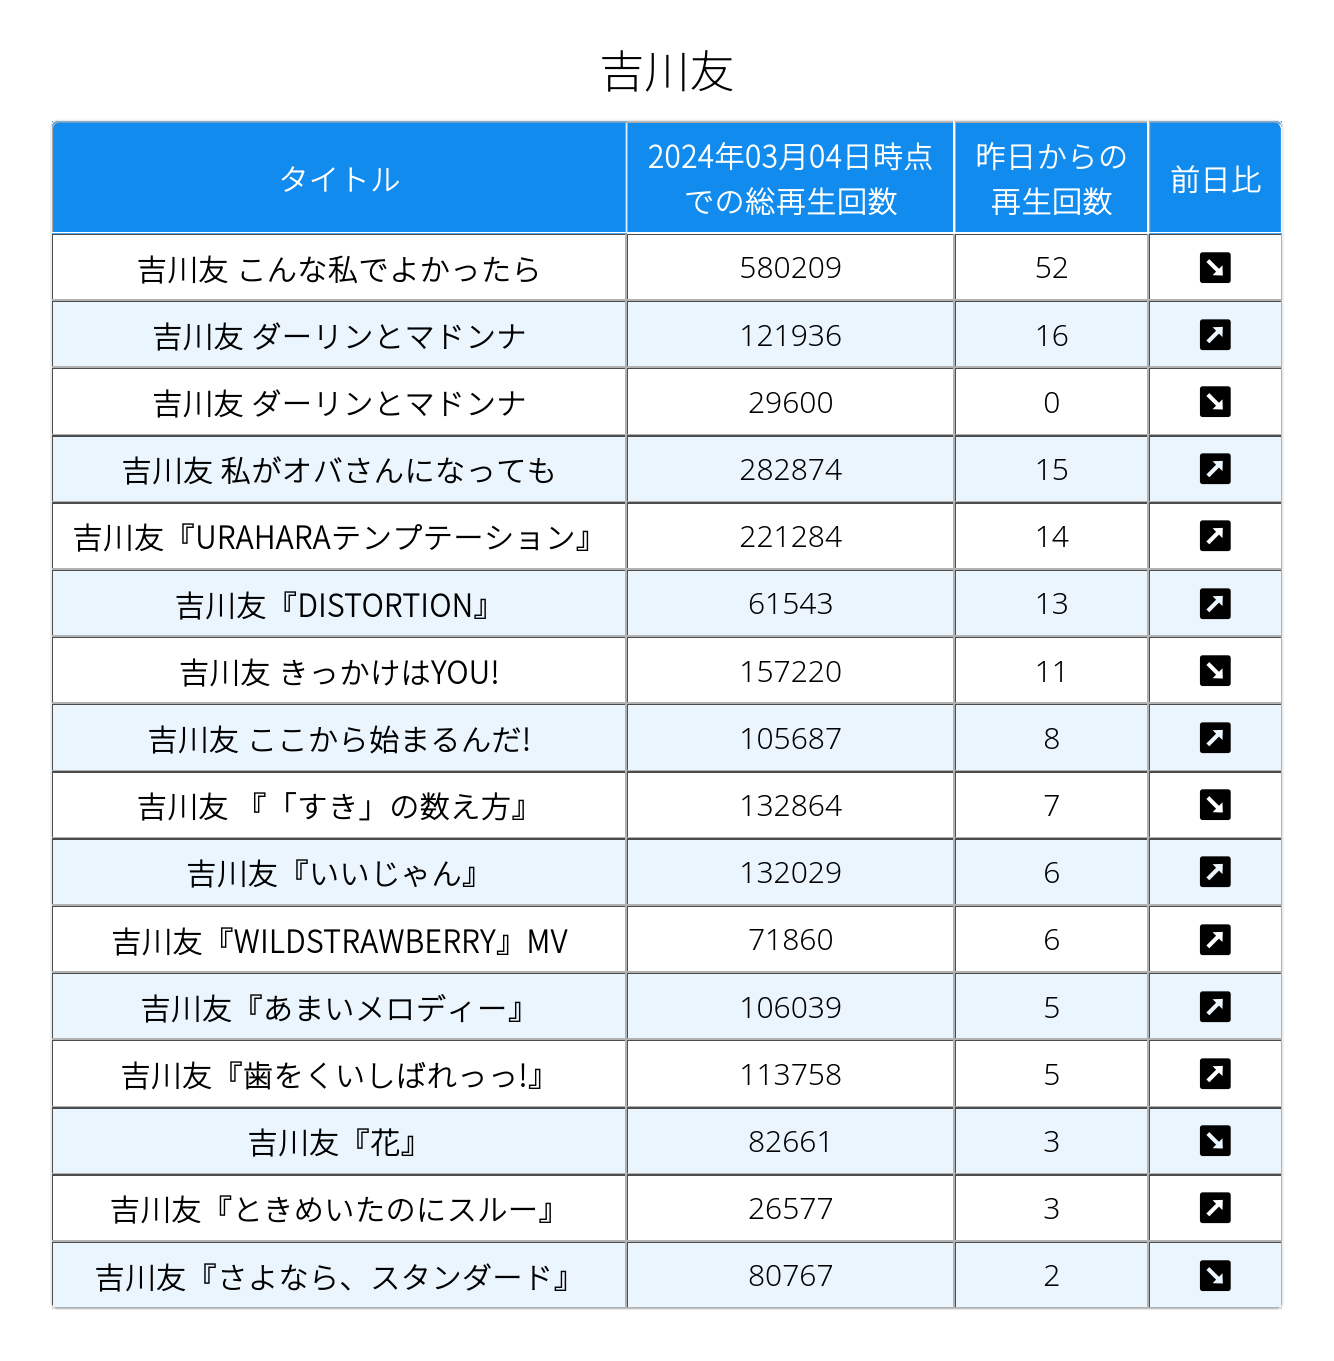 吉川友
タイトル 2024年03月04日時点での総再生回数 昨日からの再生回数 前日比
吉川友 こんな私でよかったら 580209 52 ↘
吉川友 ダーリンとマドンナ 121936 16 ↗
吉川友 ダーリンとマドンナ 29600 0 ↘
吉川友 私がオバさんになっても 282874 15 ↗
吉川友『URAHARAテンプテーション』 221284 14 ↗
吉川友『DISTORTION』 61543 13 ↗
吉川友 きっかけはYOU! 157220 11 ↘
吉川友 ここから始まるんだ! 105687 8 ↗
吉川友 『「すき」の数え方』 132864 7 ↘
吉川友『いいじゃん』 132029 6 ↗
吉川友『WILDSTRAWBERRY』MV 71860 6 ↗
吉川友『あまいメロディー』 106039 5 ↗
吉川友『歯をくいしばれっっ!』 113758 5 ↗
吉川友『花』 82661 3 ↘
吉川友『ときめいたのにスルー』 26577 3 ↗
吉川友『さよなら、スタンダード』 80767 2 ↘